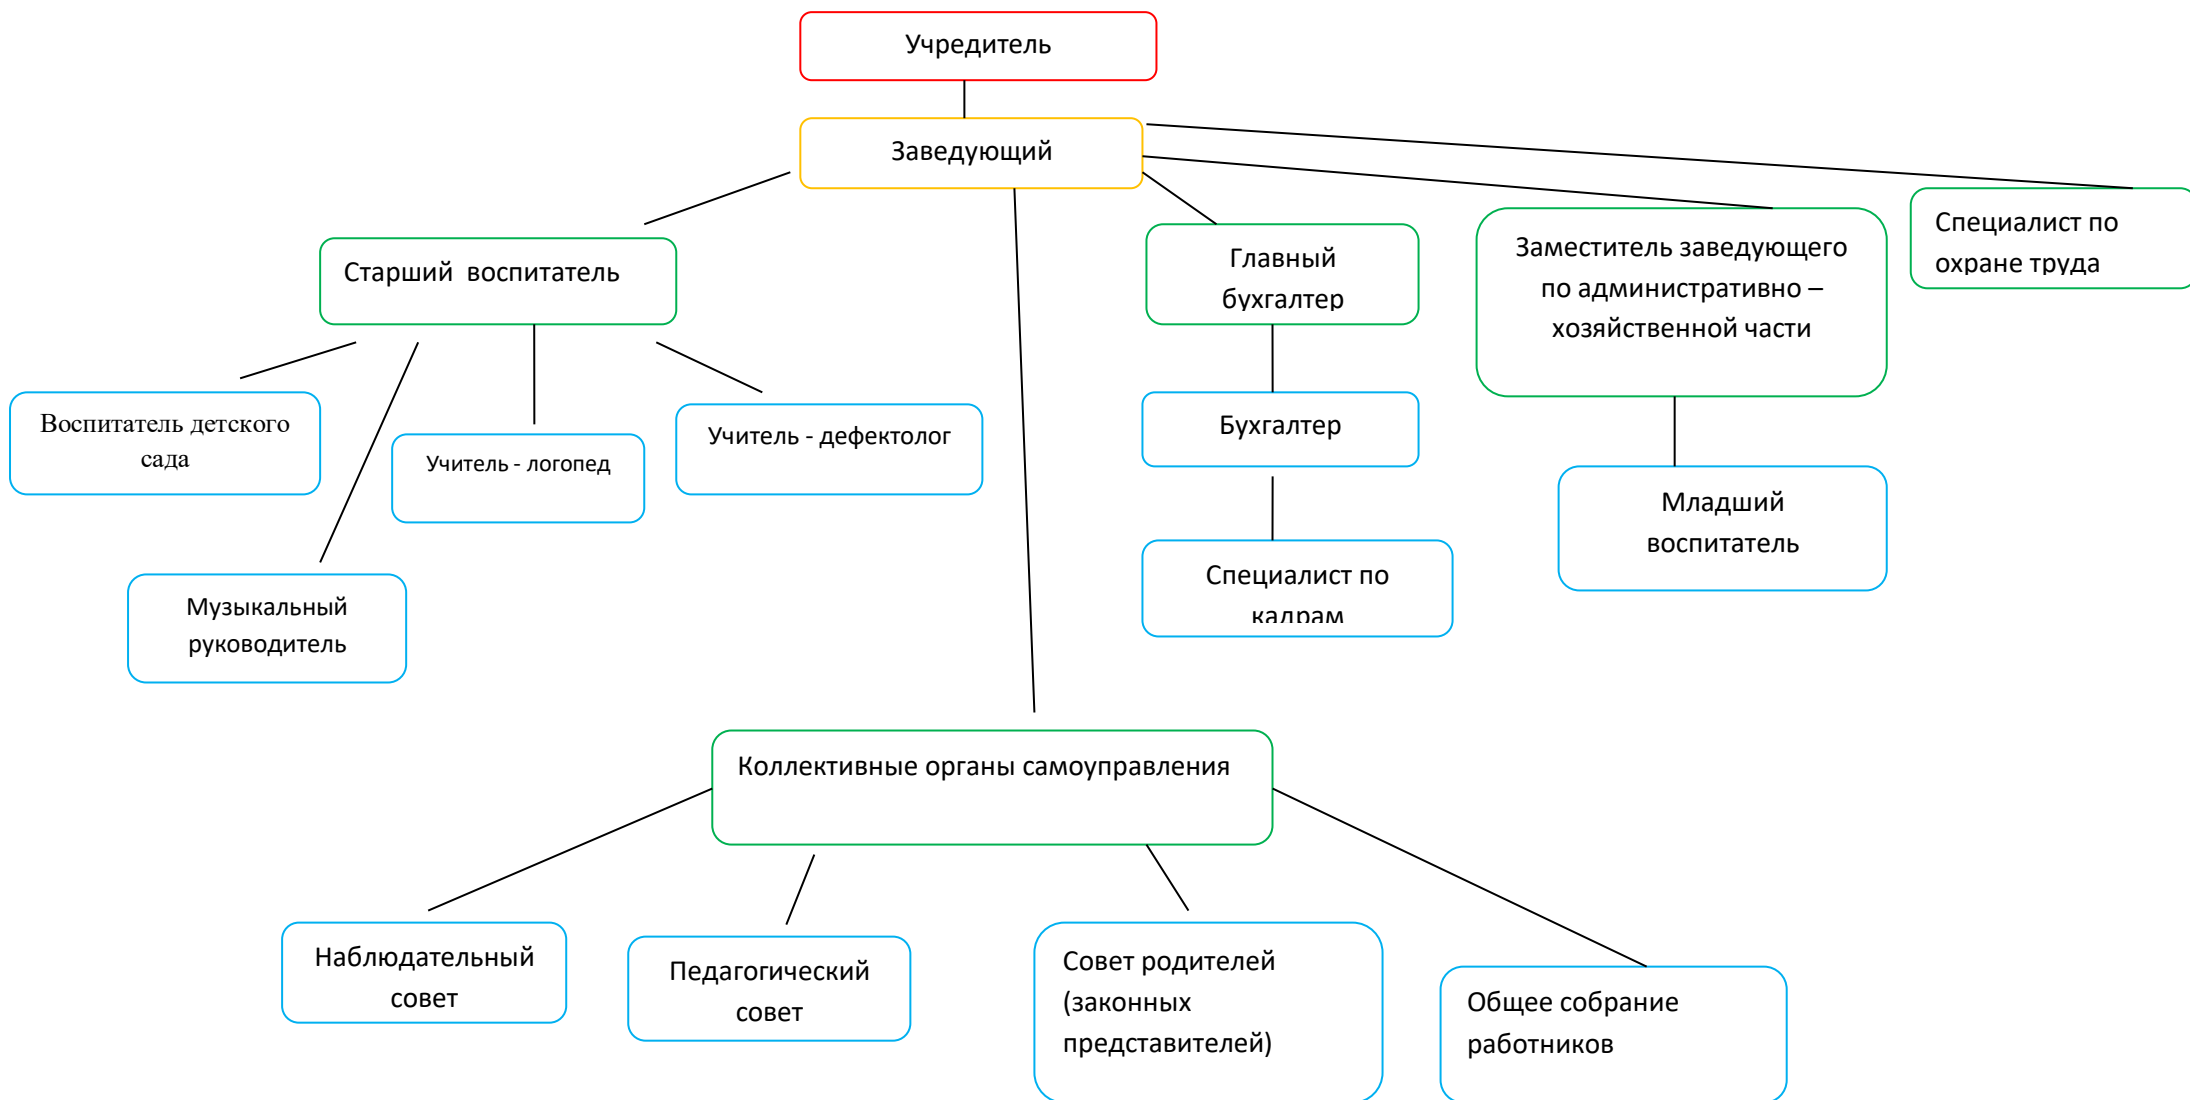 Учредитель
Заведующий
Специалист по
охране труда
Заместитель заведующего
по административно –
хозяйственной части
Главный
бухгалтер
Старший  воспитатель
Воспитатель детского
сада
Учитель - логопед
Учитель - дефектолог
Бухгалтер
Младший
воспитатель
Специалист по
кадрам
Музыкальный
руководитель
Коллективные органы самоуправления
Наблюдательный
совет
Педагогический
совет
Совет родителей
(законных
представителей)
Общее собрание
работников